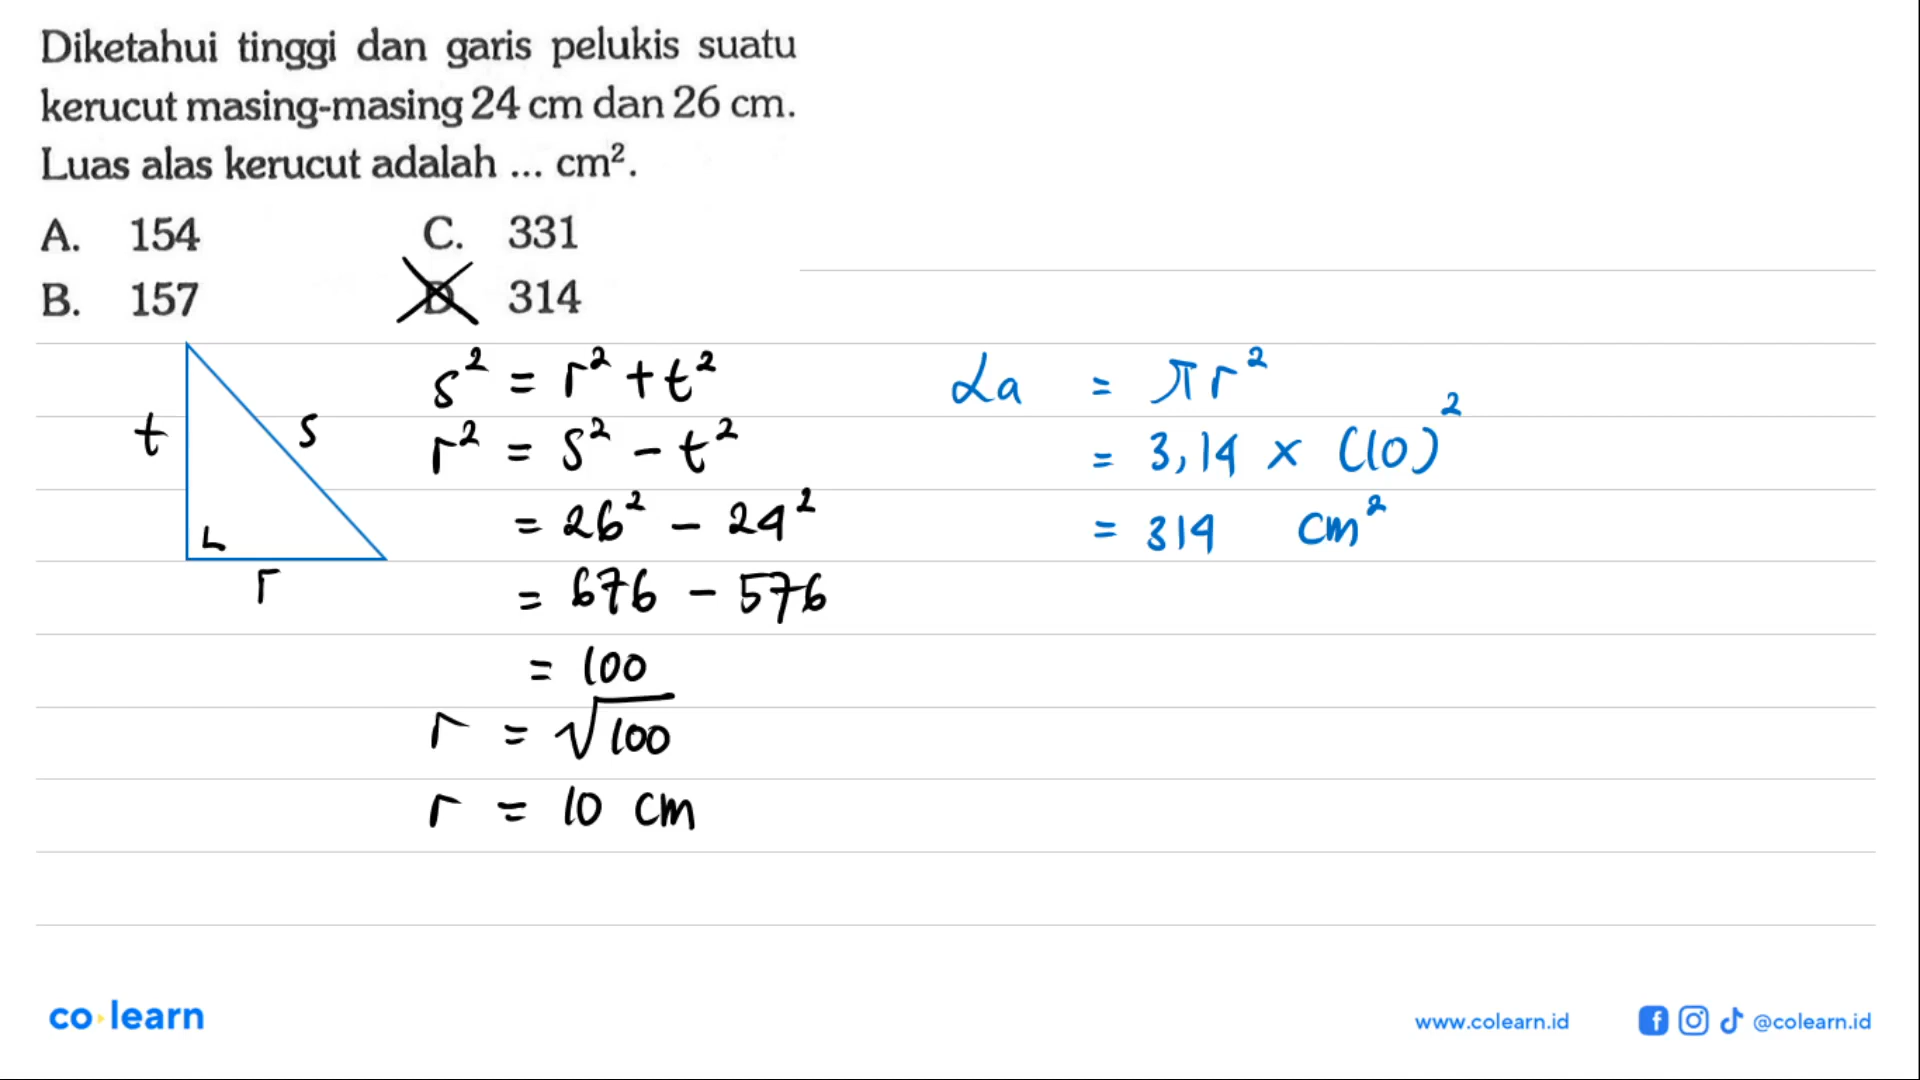 Diketahui tinggi dan garis pelukis suatu
kerucut masing-masing 24 cm dan 26 cm.
Luas alas kerucut adalah ... cm².
A. 154
C. 331
B. 157
D. 314
t
s
r
s² = r² + t²
r² = s² - t²
= 26² - 24²
= 676 - 576
= 100
r = √100
r = 10 cm
La = πr²
= 3,14 × (10)²
= 314 cm²
co learn
www.colearn.id
@colearn.id